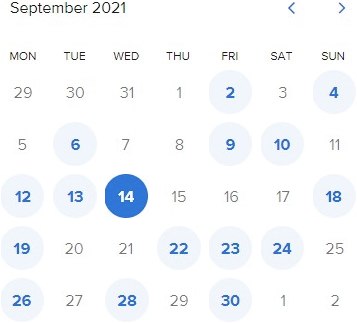 September 2021
MON TUE WED THU FRI SAT SUN
29 30 31 1 2 3 4
5 6 7 8 9 10 11
12 13 14 15 16 17 18
19 20 21 22 23 24 25
26 27 28 29 30 1 2